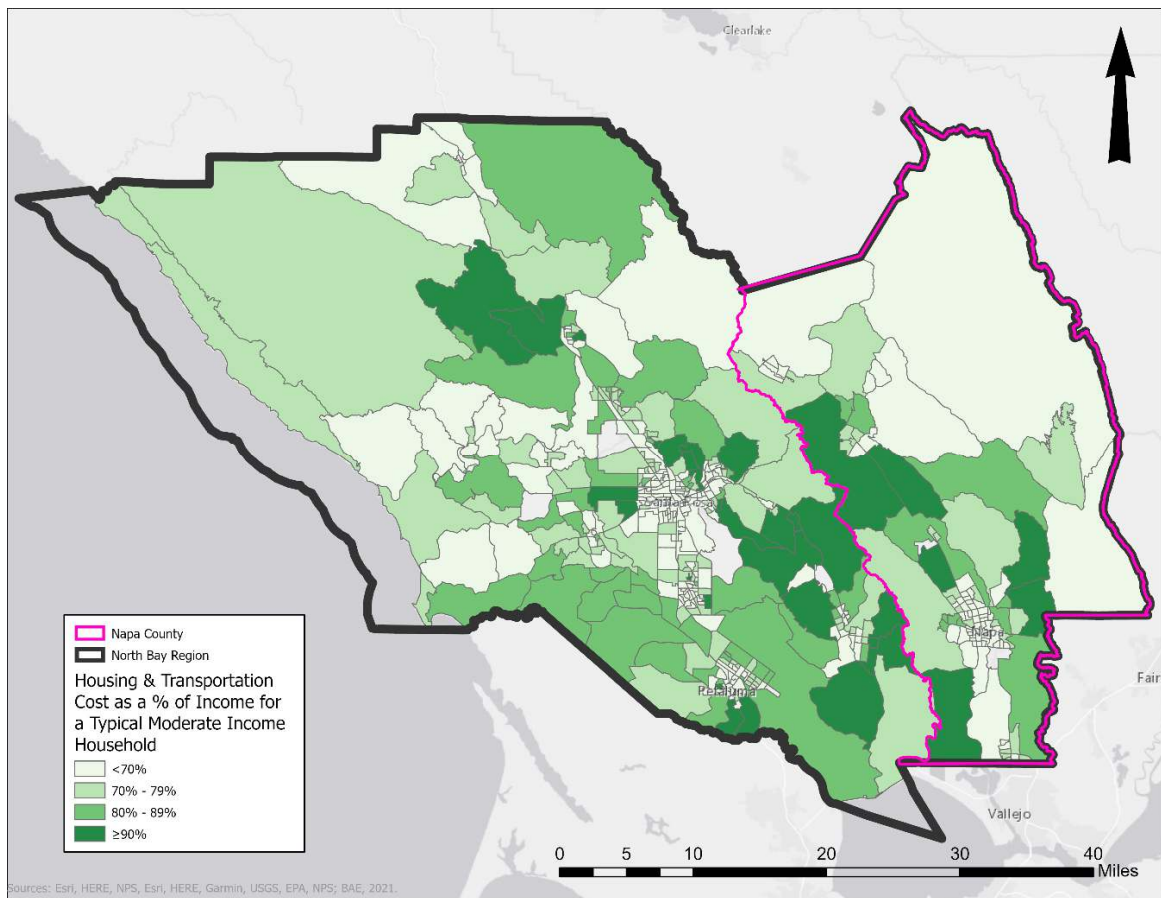 Clearlake
Santa Rosa
Napa
Petaluma
Fair
Vallejo
Napa County
North Bay Region
Housing & Transportation
Cost as a % of Income for
a Typical Moderate Income
Household
<70%
70% - 79%
80% - 89%
≥90%
0 5 10 20 30 40
Miles
Sources: Esri, HERE, NPS, Esri, HERE, Garmin, USGS, EPA, NPS; BAE, 2021.